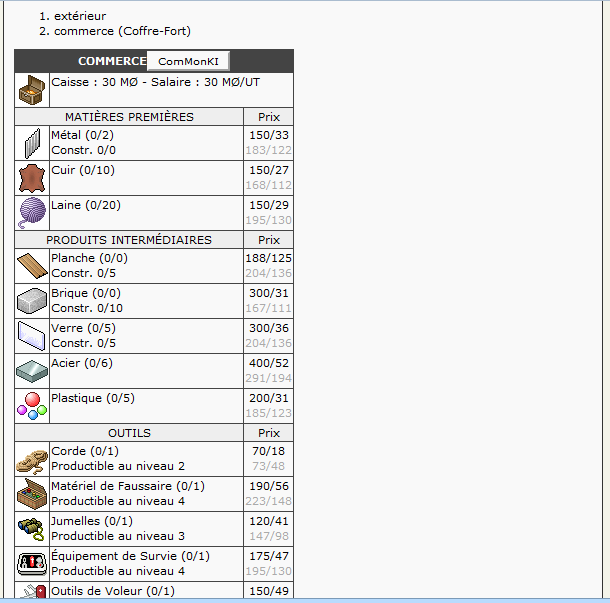 1. extérieur
2. commerce (Coffre-Fort)
COMMERCE ComMonKI
Caisse : 30 MØ - Salaire : 30 MØ/UT
MATIÈRES PREMIÈRES Prix
Métal (0/2) 150/33
Constr. 0/0 183/122
Cuir (0/10) 150/27
168/112
Laine (0/20) 150/29
195/130
PRODUITS INTERMÉDIAIRES Prix
Planche (0/0) 188/125
Constr. 0/5 204/136
Brique (0/0) 300/31
Constr. 0/10 167/111
Verre (0/5) 300/36
Constr. 0/5 204/136
Acier (0/6) 400/52
291/194
Plastique (0/5) 200/31
185/123
OUTILS Prix
Corde (0/1) 70/18
Productible au niveau 2 73/48
Matériel de Faussaire (0/1) 190/56
Productible au niveau 4 223/148
Jumelles (0/1) 120/41
Productible au niveau 3 147/98
Équipement de Survie (0/1) 175/47
Productible au niveau 4 195/130
Outils de Voleur (0/1) 150/49